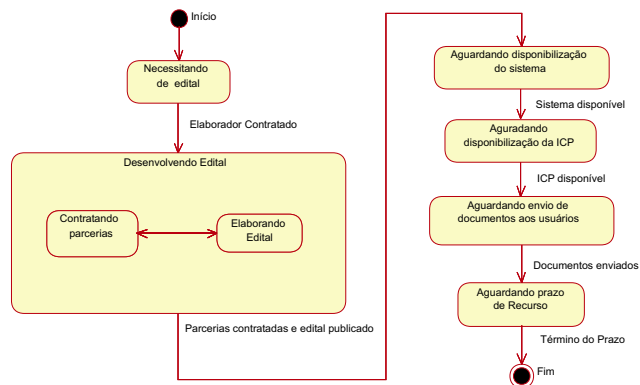 Início
Necessitando
de edital
Elaborador Contratado
Desenvolvendo Edital
Contratando
parcerias
Elaborando
Edital
Parcerias contratadas e edital publicado
Aguardando disponibilização
do sistema
Sistema disponível
Aguradando
disponibilização da ICP
ICP disponível
Aguardando envio de
documentos aos usuários
Documentos enviados
Aguardando prazo
de Recurso
Término do Prazo
Fim